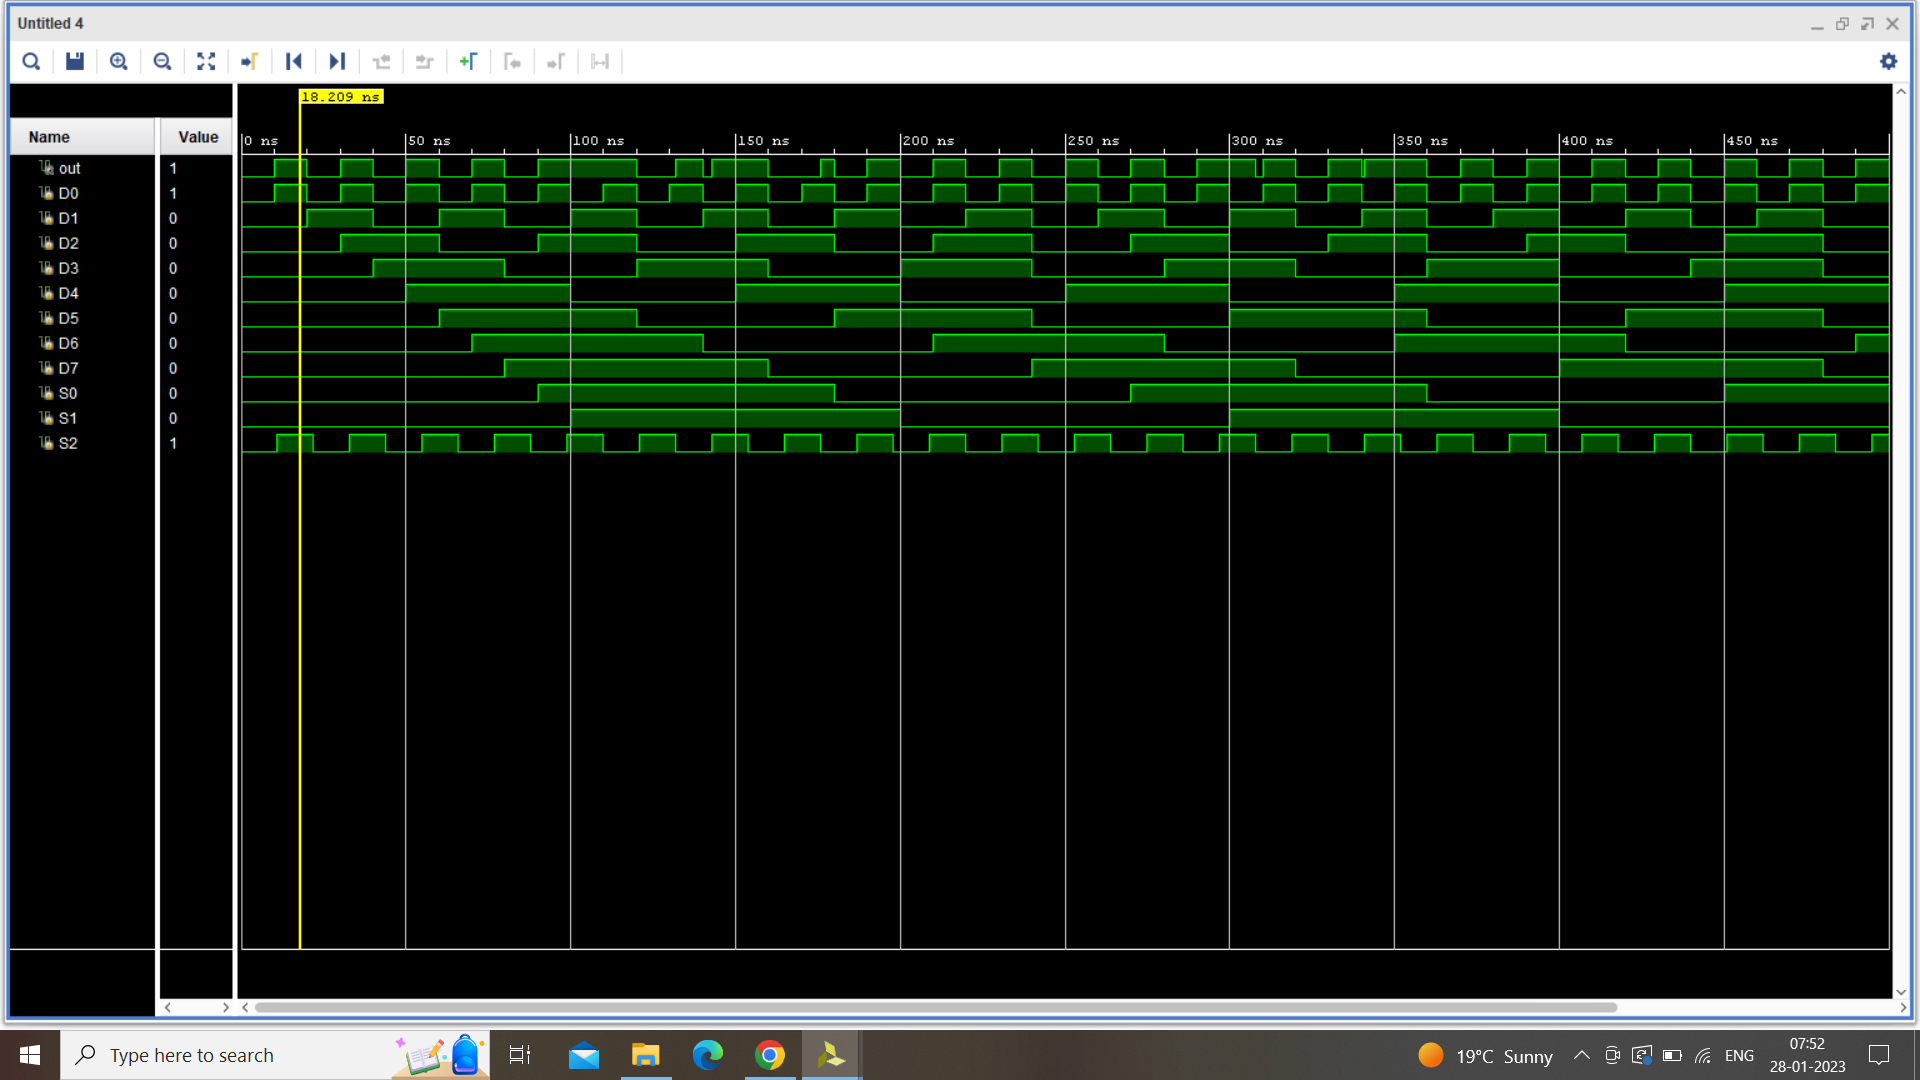 Untitled 4
18.209 ns
Name Value
0 ns 50 ns 100 ns 150 ns 200 ns 250 ns 300 ns 350 ns 400 ns 450 ns
out 1
D0 1
D1 0
D2 0
D3 0
D4 0
D5 0
D6 0
D7 0
S0 0
S1 0
S2 1
Type here to search
19°C Sunny
ENG
07:52
28-01-2023